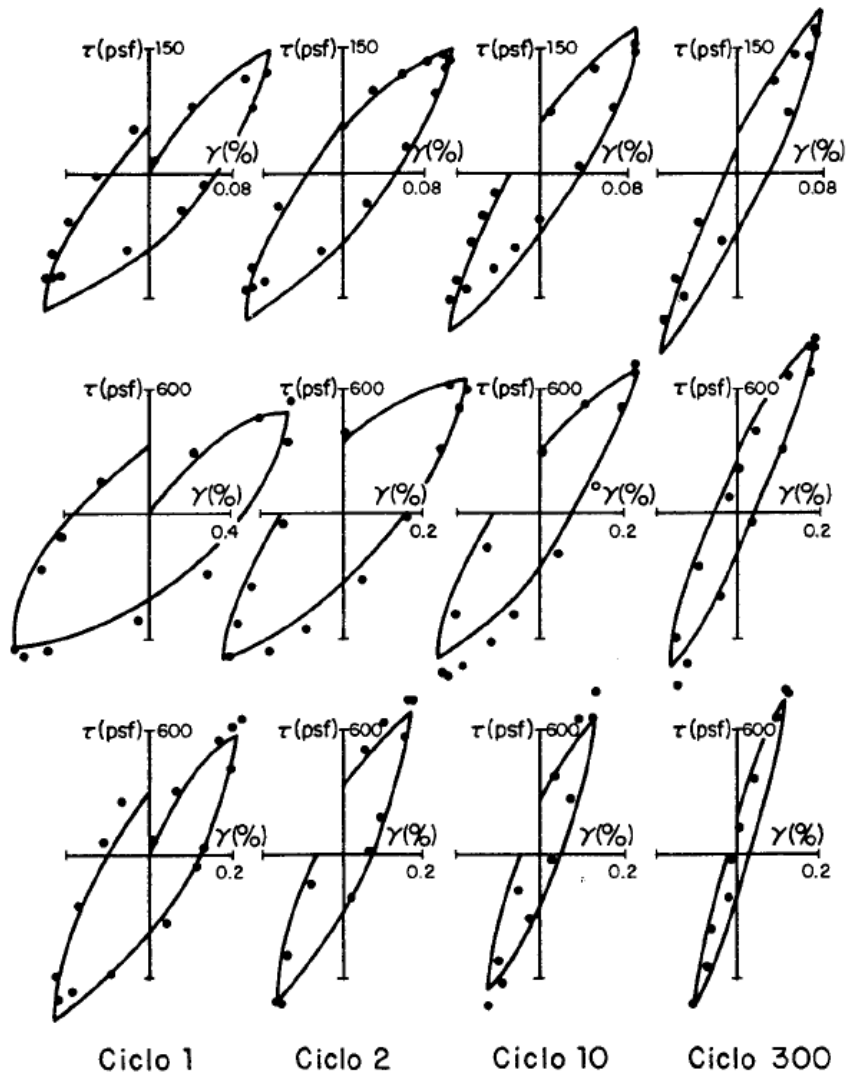 τ(psf) 150 τ(psf) 150 τ(psf) 150 τ(psf) 150
γ(%) γ(%) γ(%) γ(%)
0.08 0.08 0.08 0.08
τ(psf) 600 τ(psf) 600 τ(psf) 600 τ(psf) 600
γ(%) γ(%) γ(%) γ(%)
0.4 0.2 0.2 0.2
τ(psf) 600 τ(psf) 600 τ(psf) 600 τ(psf) 600
γ(%) γ(%) γ(%) γ(%)
0.2 0.2 0.2 0.2
Ciclo 1 Ciclo 2 Ciclo 10 Ciclo 300